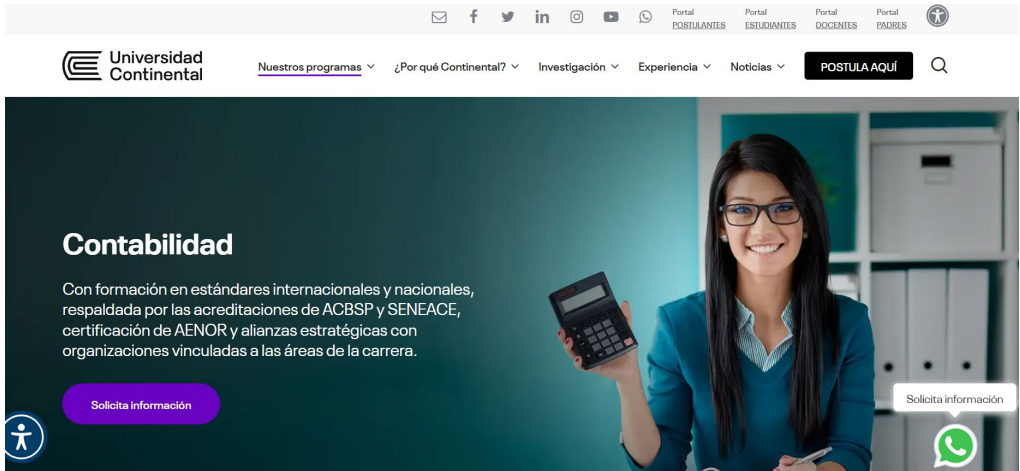 Portal
POSTULANTES
Portal
ESTUDIANTES
Portal
DOCENTES
Portal
PADRES
Universidad
Continental
Nuestros programas
¿Por qué Continental?
Investigación
Experiencia
Noticias
POSTULA AQUÍ
Contabilidad
Con formación en estándares internacionales y nacionales,
respaldada por las acreditaciones de ACBSP y SENEACE,
certificación de AENOR y alianzas estratégicas con
organizaciones vinculadas a las áreas de la carrera.
Solicita información
Solicita información